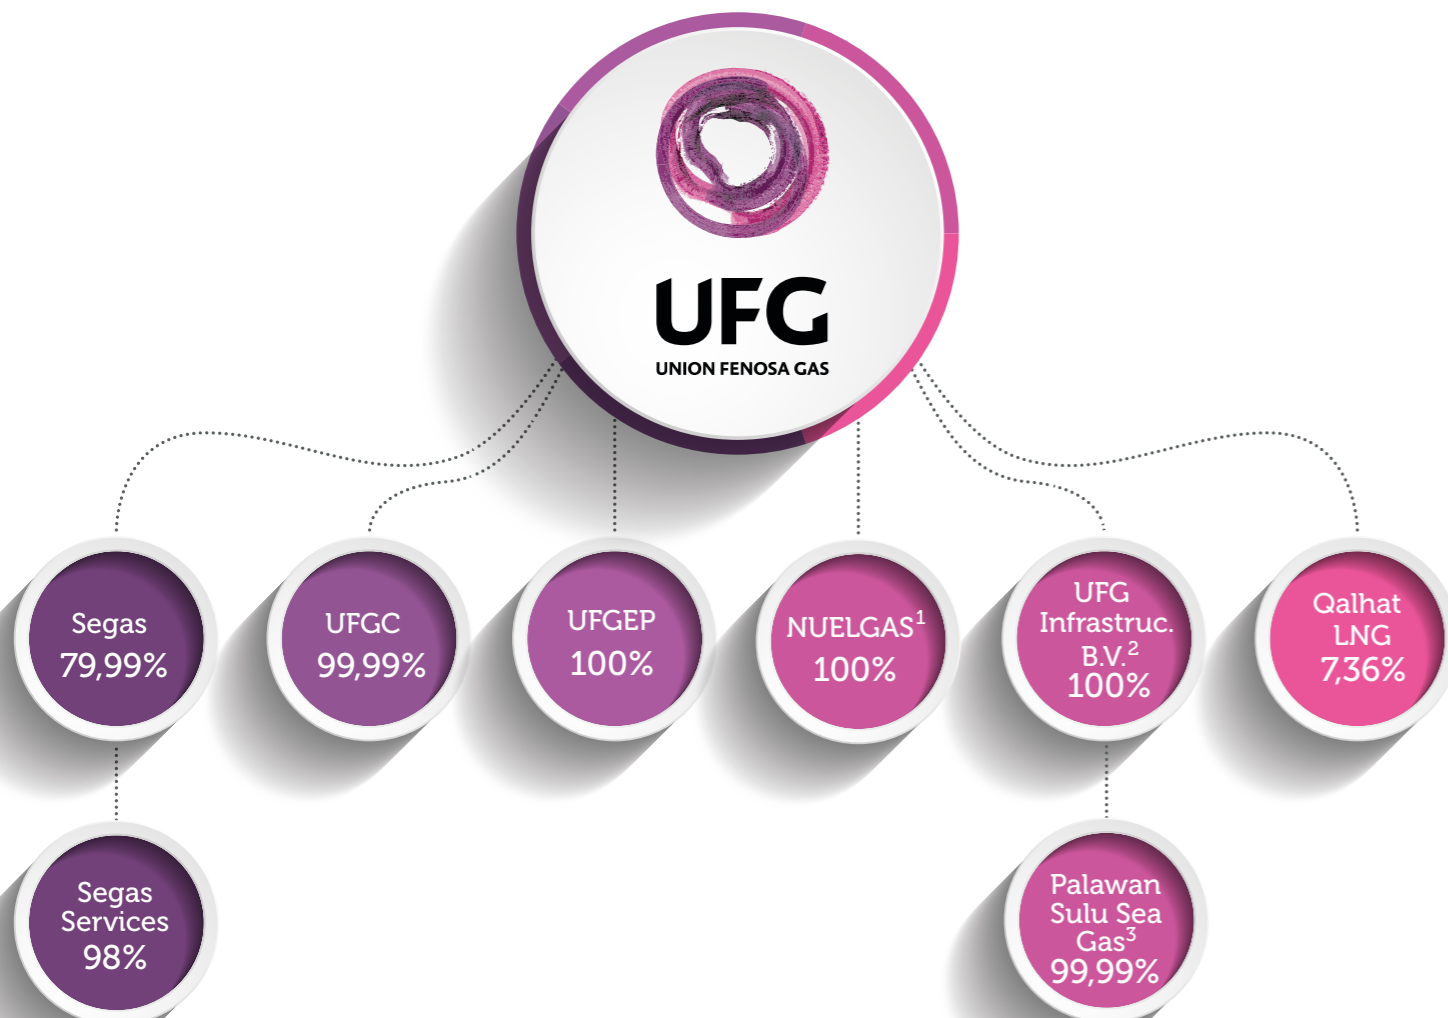 UFG
UNION FENOSA GAS
Segas
79,99%
UFGC
99,99%
UFGEP
100%
NUELGAS¹
100%
UFG
Infrastruc.
B.V.²
100%
Qalhat
LNG
7,36%
Segas
Services
98%
Palawan
Sulu Sea
Gas³
99,99%